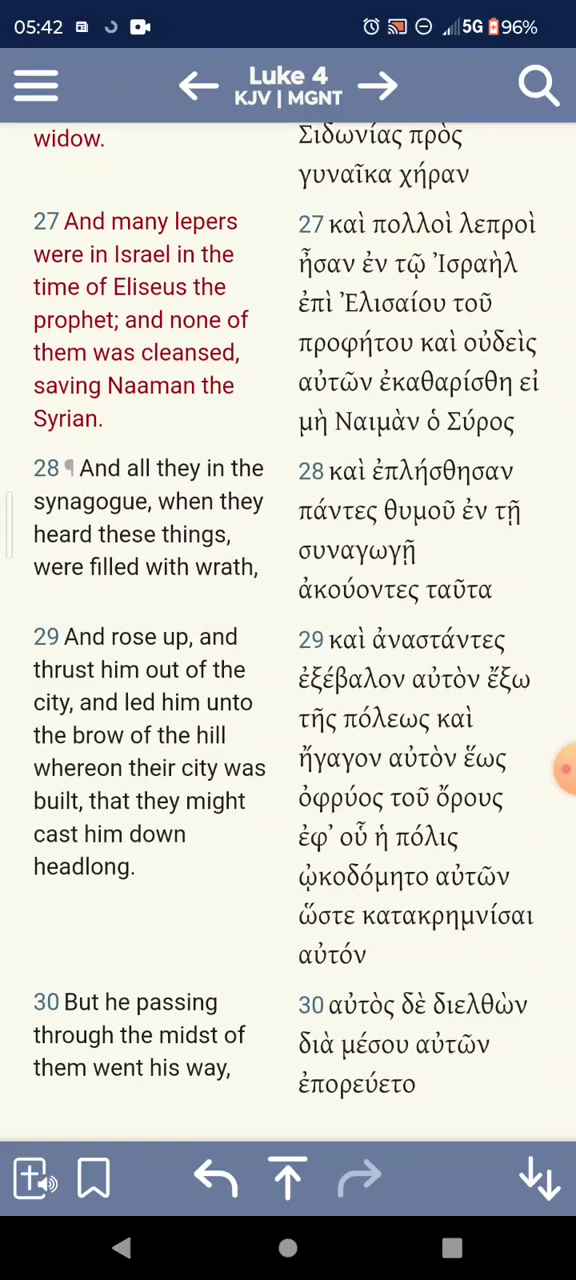 05:42
5G 96%
Luke 4
KJV | MGNT
widow.
27 And many lepers
were in Israel in the
time of Eliseus the
prophet; and none of
them was cleansed,
saving Naaman the
Syrian.
28 ¶ And all they in the
synagogue, when they
heard these things,
were filled with wrath,
29 And rose up, and
thrust him out of the
city, and led him unto
the brow of the hill
whereon their city was
built, that they might
cast him down
headlong.
30 But he passing
through the midst of
them went his way,
Σιδωνίας πρὸς
γυναῖκα χήραν
27 καὶ πολλοὶ λεπροὶ
ἦσαν ἐν τῷ Ἰσραὴλ
ἐπὶ Ἐλισαίου τοῦ
προφήτου καὶ οὐδεὶς
αὐτῶν ἐκαθαρίσθη εἰ
μὴ Ναιμὰν ὁ Σύρος
28 καὶ ἐπλήσθησαν
πάντες θυμοῦ ἐν τῇ
συναγωγῇ
ἀκούοντες ταῦτα
29 καὶ ἀναστάντες
ἐξέβαλον αὐτὸν ἔξω
τῆς πόλεως καὶ
ἤγαγον αὐτὸν ἕως
ὀφρύος τοῦ ὄρους
ἐφ᾽ οὗ ἡ πόλις
ᾠκοδόμητο αὐτῶν
ὥστε κατακρημνίσαι
αὐτόν
30 αὐτὸς δὲ διελθὼν
διὰ μέσου αὐτῶν
ἐπορεύετο